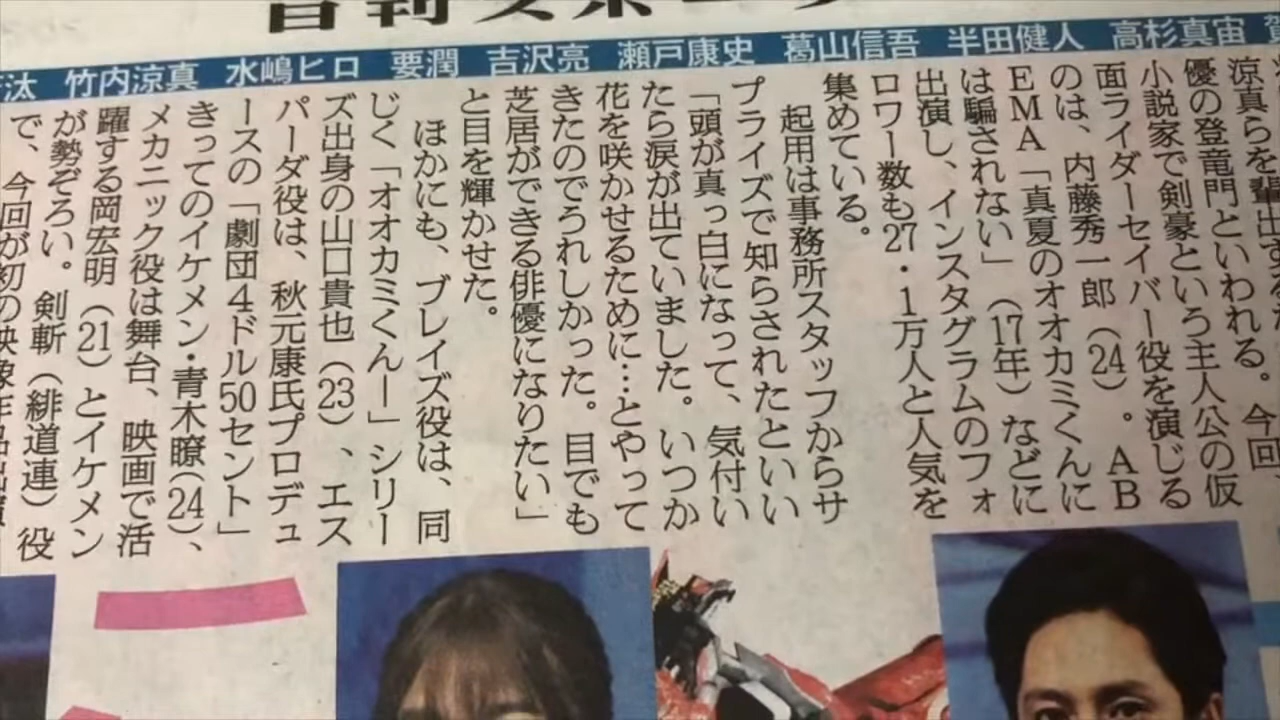 汰 竹内涼真 水嶋ヒロ 要潤 吉沢亮 瀬戸康史 葛山信吾 半田健人 高杉真宙
涼真らを輩出する
優の登竜門といわれる。今回
小説家で剣豪という主人公の仮
面ライダーセイバー役を演じる
のは、内藤秀一郎(24)。AB
EMA「真夏のオオカミくんに
は騙されない」(17年)などに
出演し、インスタグラムのフォ
ロワー数も27・1万人と人気を
集めている。
起用は事務所スタッフからサ
プライズで知らされたといい
「頭が真っ白になって、気付い
たら涙が出ていました。いつか
花を咲かせるために…とやって
きたのでうれしかった。目でも
芝居ができる俳優になりたい」
と目を輝かせた。
ほかにも、ブレイズ役は、同
じく「オオカミくんー」シリー
ズ出身の山口貴也(23)、エス
パーダ役は、秋元康氏プロデュ
ースの「劇団4ドル50セント」
きってのイケメン・青木瞭(24)、
メカニック役は舞台、映画で活
躍する岡宏明(21)とイケメン
が勢ぞろい。剣斬(緋道連)役
で、今回が初の映像作品出演